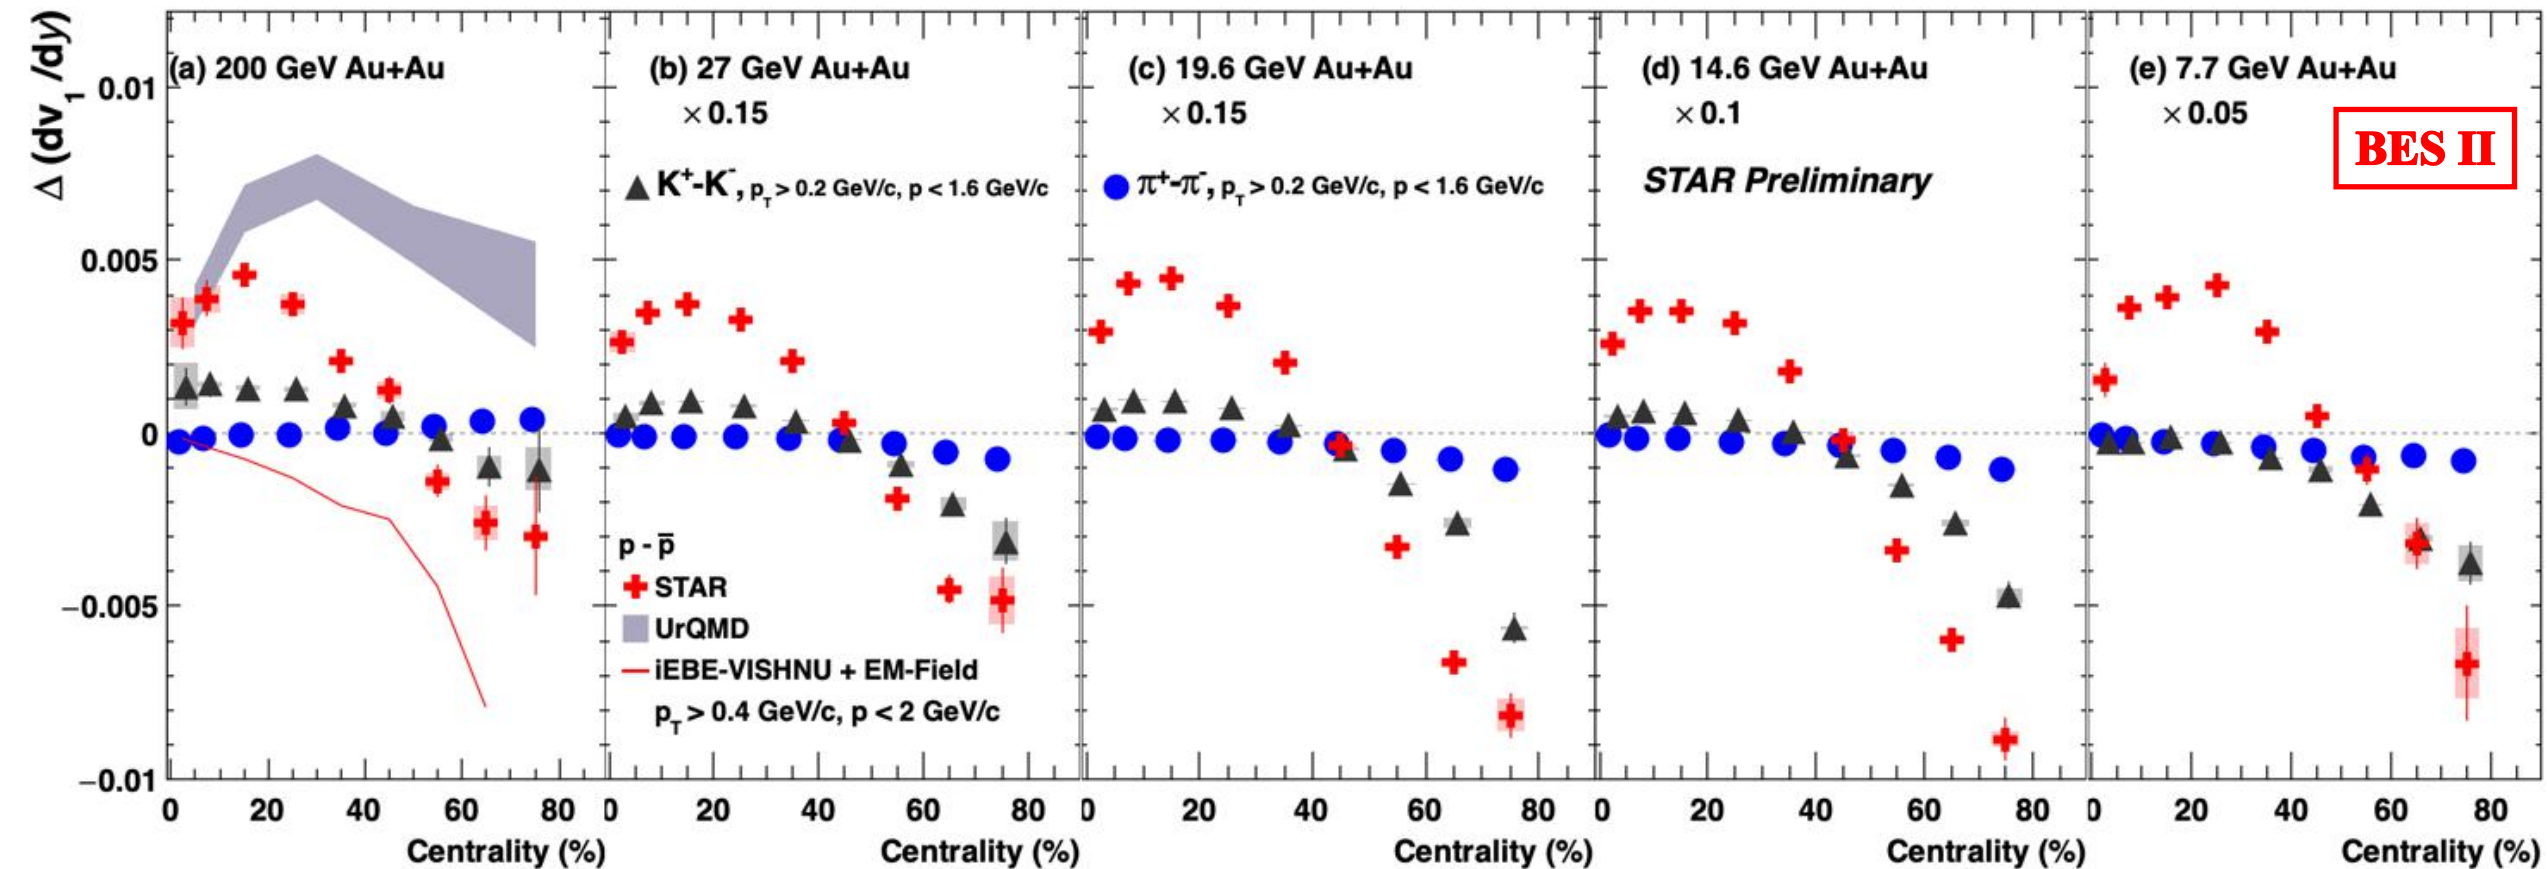 Δ (dv₁/dy)
(a) 200 GeV Au+Au
(b) 27 GeV Au+Au
× 0.15
(c) 19.6 GeV Au+Au
× 0.15
(d) 14.6 GeV Au+Au
× 0.1
(e) 7.7 GeV Au+Au
× 0.05
BES II
K⁺-K⁻, p_T > 0.2 GeV/c, p < 1.6 GeV/c
π⁺-π⁻, p_T > 0.2 GeV/c, p < 1.6 GeV/c
STAR Preliminary
0.01
0.005
0
−0.005
−0.01
p - p̅
STAR
UrQMD
iEBE-VISHNU + EM-Field
p_T > 0.4 GeV/c, p < 2 GeV/c
0 20 40 60 80
0 20 40 60 80
0 20 40 60 80
0 20 40 60 80
0 20 40 60 80
Centrality (%)
Centrality (%)
Centrality (%)
Centrality (%)
Centrality (%)